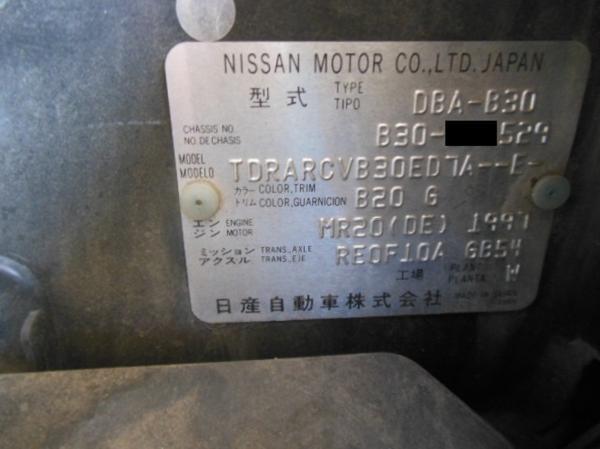 NISSAN MOTOR CO.,LTD. JAPAN
型式 TYPE TIPO DBA-B30
CHASSIS NO. NO. DE CHASIS B30- 529
MODEL MODELO TDRARCVB30ED7A--E-
カラー トリム COLOR, TRIM COLOR, GUARNICION B20 G
エンジン ENGINE MOTOR MR20(DE) 1997
ミッション アクスル TRANS., AXLE TRANS., EJE RE0F10A GB54
工場 PLANT PLANTA W
日産自動車株式会社 MADE IN JAPAN